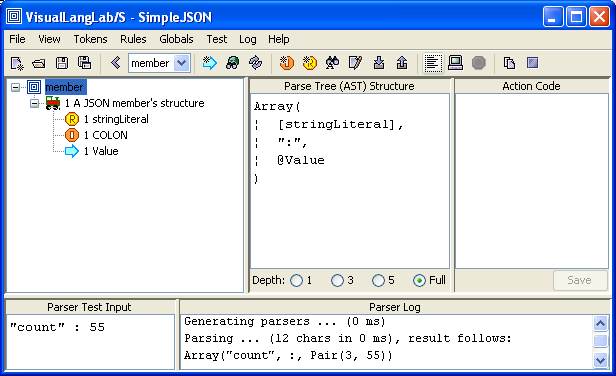 VisualLangLab/S - SimpleJSON
File View Tokens Rules Globals Test Log Help
member
member
1 A JSON member's structure
R 1 stringLiteral
1 COLON
1 Value
Parse Tree (AST) Structure
Array(
¦ [stringLiteral],
¦ ":",
¦ @Value
)
Depth: 1 3 5 Full
Action Code
Save
Parser Test Input
"count" : 55
Parser Log
Generating parsers ... (0 ms)
Parsing ... (12 chars in 0 ms), result follows:
Array("count", :, Pair(3, 55))